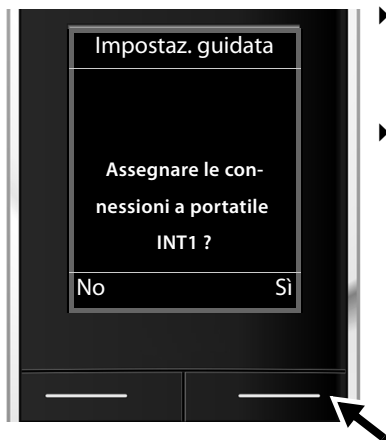 Impostaz. guidata
Assegnare le con-
nessioni a portatile
INT1 ?
No Sì